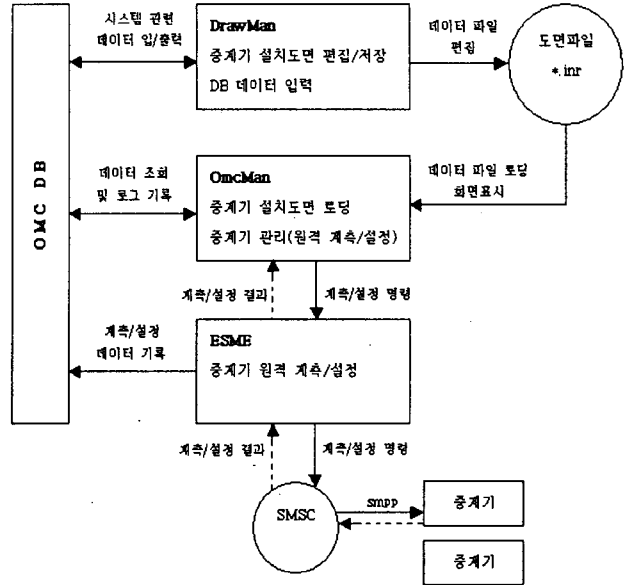 시스템 관련
데이터 입/출력
DrawMan
중계기 설치도면 편집/저장
DB 데이터 입력
데이터 파일
편집
도면파일
*.inr
OMC DB
데이터 조회
및 로그 기록
OmcMan
중계기 설치도면 로딩
중계기 관리(원격 계측/설정)
데이터 파일 로딩
화면표시
계측/설정 결과
계측/설정 명령
계측/설정
데이터 기록
ESME
중계기 원격 계측/설정
계측/설정 결과
계측/설정 명령
SMSC
smpp
중계기
중계기